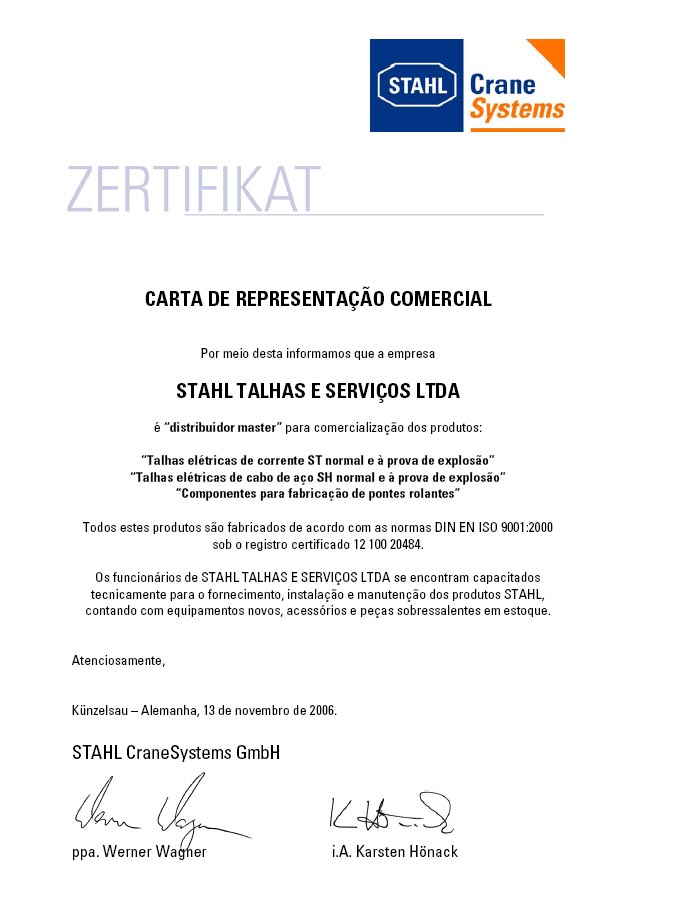 STAHL
Crane
Systems
ZERTIFIKAT
CARTA DE REPRESENTAÇÃO COMERCIAL
Por meio desta informamos que a empresa
STAHL TALHAS E SERVIÇOS LTDA
é “distribuidor master” para comercialização dos produtos:
“Talhas elétricas de corrente ST normal e à prova de explosão”
“Talhas elétricas de cabo de aço SH normal e à prova de explosão”
“Componentes para fabricação de pontes rolantes”
Todos estes produtos são fabricados de acordo com as normas DIN EN ISO 9001:2000
sob o registro certificado 12 100 20484.
Os funcionários de STAHL TALHAS E SERVIÇOS LTDA se encontram capacitados
tecnicamente para o fornecimento, instalação e manutenção dos produtos STAHL,
contando com equipamentos novos, acessórios e peças sobressalentes em estoque.
Atenciosamente,
Künzelsau – Alemanha, 13 de novembro de 2006.
STAHL CraneSystems GmbH
ppa. Werner Wagner
i.A. Karsten Hönack